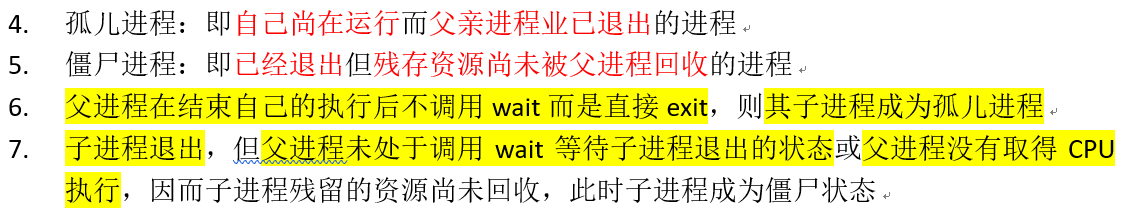 4. 孤儿进程：即自己尚在运行而父亲进程业已退出的进程
5. 僵尸进程：即已经退出但残存资源尚未被父进程回收的进程
6. 父进程在结束自己的执行后不调用 wait 而是直接 exit，则其子进程成为孤儿进程
7. 子进程退出，但父进程未处于调用 wait 等待子进程退出的状态或父进程没有取得 CPU
执行，因而子进程残留的资源尚未回收，此时子进程成为僵尸状态